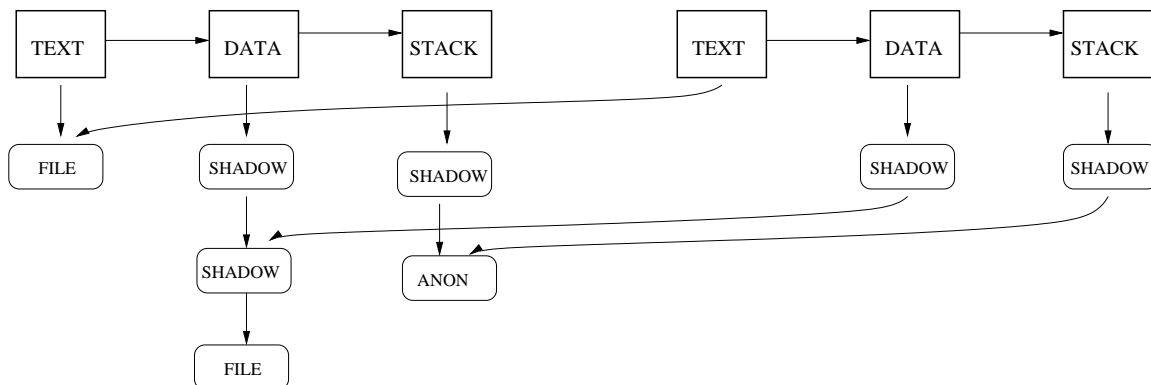 TEXT DATA STACK TEXT DATA STACK
FILE SHADOW SHADOW SHADOW SHADOW
SHADOW ANON
FILE